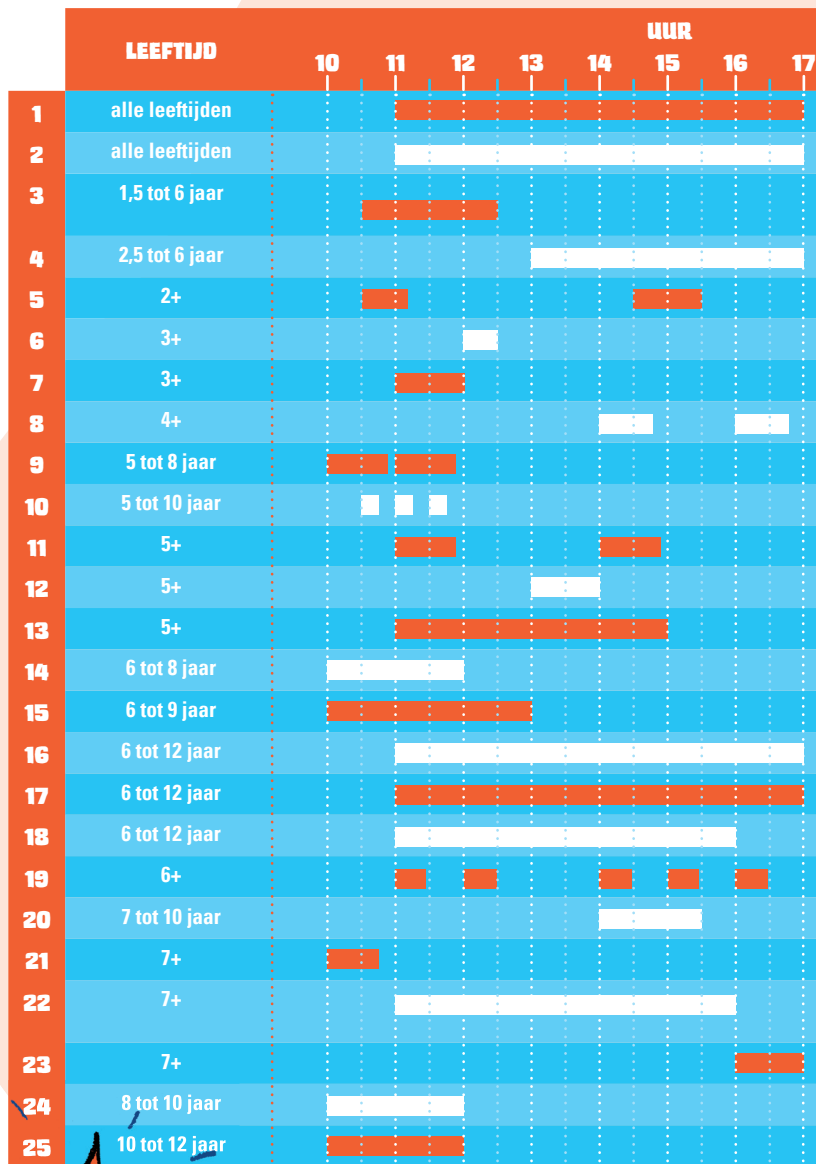 UUR
LEEFTIJD
10 11 12 13 14 15 16 17
1 alle leeftijden
2 alle leeftijden
3 1,5 tot 6 jaar
4 2,5 tot 6 jaar
5 2+
6 3+
7 3+
8 4+
9 5 tot 8 jaar
10 5 tot 10 jaar
11 5+
12 5+
13 5+
14 6 tot 8 jaar
15 6 tot 9 jaar
16 6 tot 12 jaar
17 6 tot 12 jaar
18 6 tot 12 jaar
19 6+
20 7 tot 10 jaar
21 7+
22 7+
23 7+
24 8 tot 10 jaar
25 10 tot 12 jaar